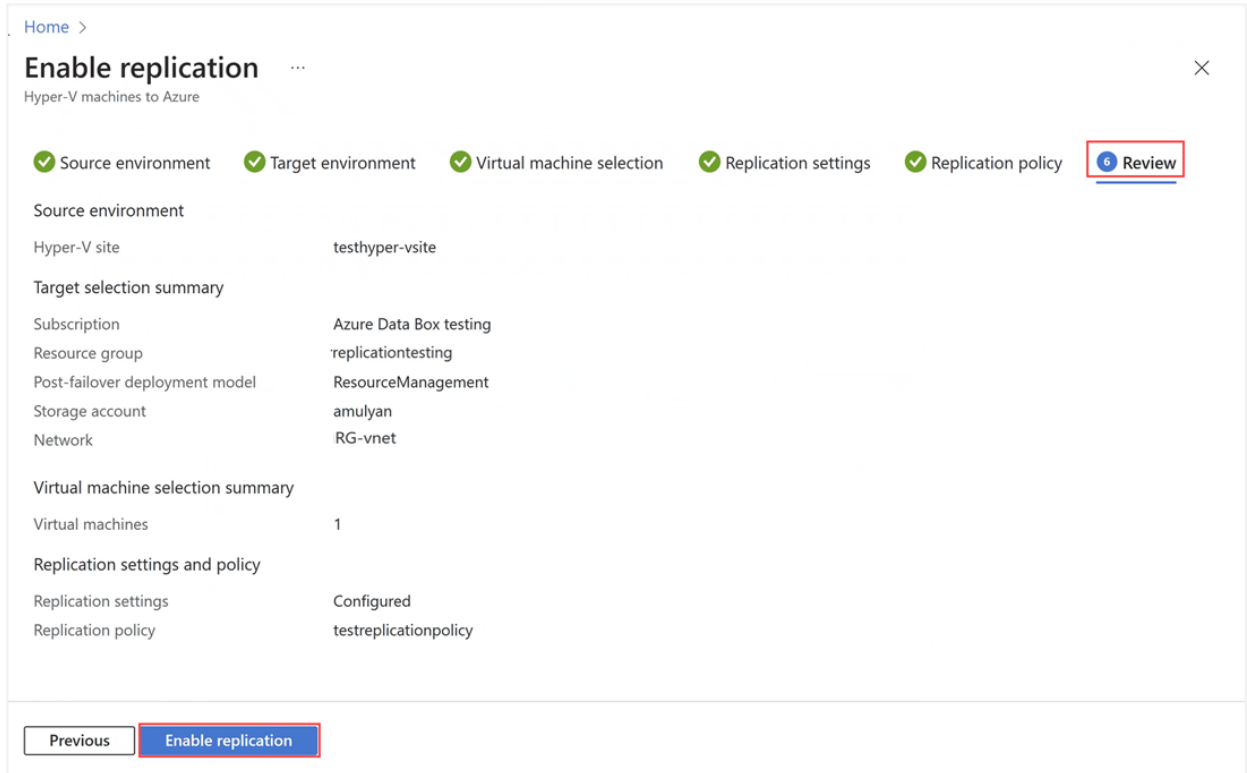 Home >
Enable replication ...
Hyper-V machines to Azure
Source environment Target environment Virtual machine selection Replication settings Replication policy 6 Review
Source environment
Hyper-V site testhyper-vsite
Target selection summary
Subscription Azure Data Box testing
Resource group rreplicationtesting
Post-failover deployment model ResourceManagement
Storage account amulyan
Network RG-vnet
Virtual machine selection summary
Virtual machines 1
Replication settings and policy
Replication settings Configured
Replication policy testreplicationpolicy
Previous Enable replication